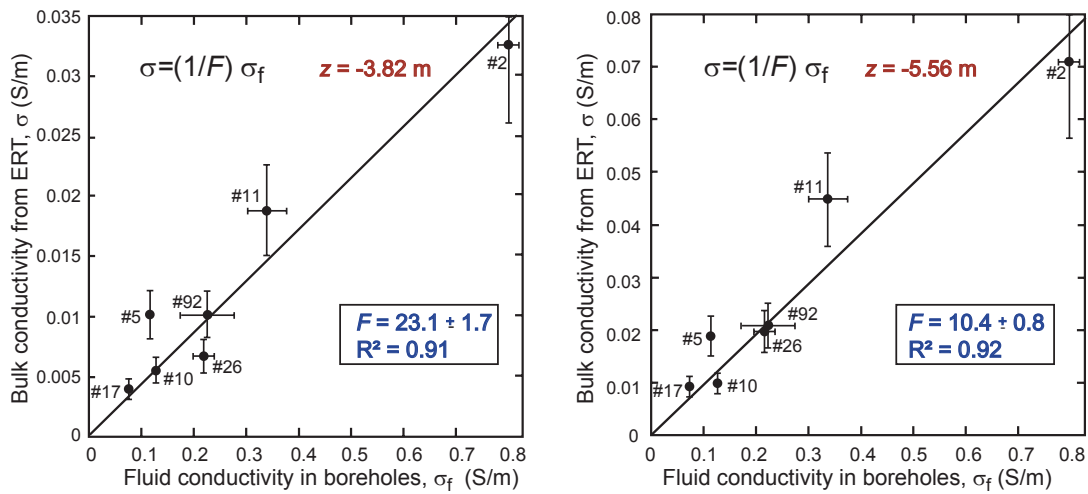 Bulk conductivity from ERT, σ (S/m)
0.035
0.03
0.025
0.02
0.015
0.01
0.005
0
σ=(1/F) σf
z = -3.82 m
#2
#11
#92
#5
#26
#10
#17
F = 23.1 ± 1.7
R² = 0.91
0 0.1 0.2 0.3 0.4 0.5 0.6 0.7 0.8
Fluid conductivity in boreholes, σf (S/m)
Bulk conductivity from ERT, σ (S/m)
0.08
0.07
0.06
0.05
0.04
0.03
0.02
0.01
0.00
σ=(1/F) σf
z = -5.56 m
#2
#11
#92
#5
#26
#10
#17
F = 10.4 ± 0.8
R² = 0.92
0 0.1 0.2 0.3 0.4 0.5 0.6 0.7 0.8
Fluid conductivity in boreholes, σf (S/m)